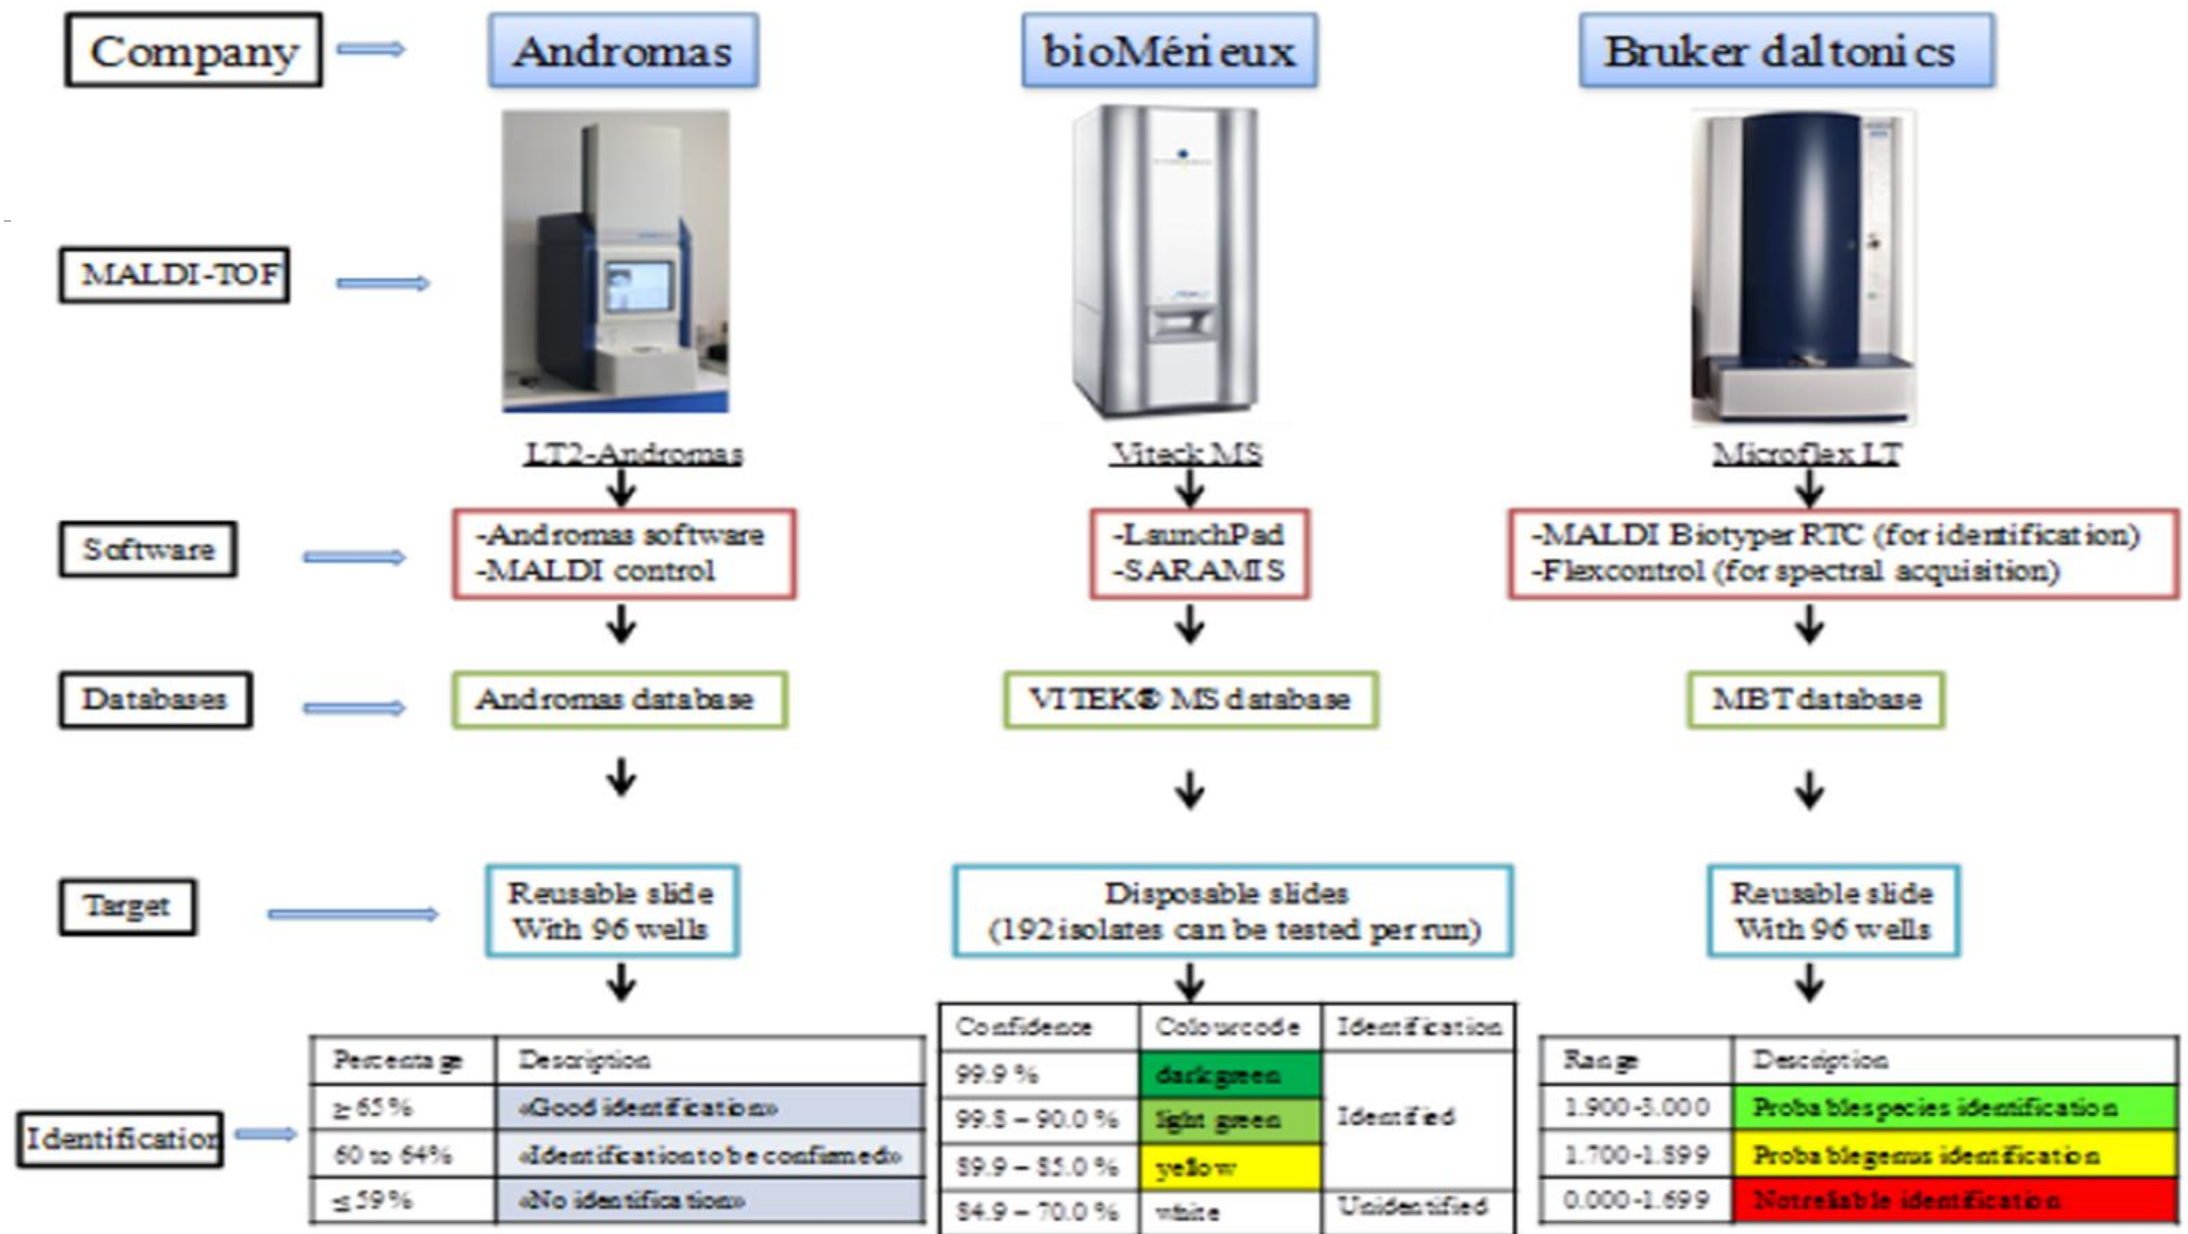 Company
Andromas
bioMérieux
Bruker daltonics
MALDI-TOF
LT2-Andromas
Viteck MS
Microflex LT
Software
-Andromas software
-MALDI control
-LaunchPad
-SARAMIS
-MALDI Biotyper RTC (for identification)
-Flexcontrol (for spectral acquisition)
Databases
Andromas database
VITEK® MS database
MBT database
Target
Reusable slide
With 96 wells
Disposable slides
(192 isolates can be tested per run)
Reusable slide
With 96 wells
Identification
Percentage Description
≥ 65 % «Good identification»
60 to 64% «Identification to be confirmed»
≤ 59 % «No identification»
Confidence Colour code Identification
99.9 % dark green
99.8 – 90.0 % light green Identified
89.9 – 85.0 % yellow
84.9 – 70.0 % white Unidentified
Range Description
1.900-3.000 Probable species identification
1.700-1.899 Probable genus identification
0.000-1.699 Not reliable identification